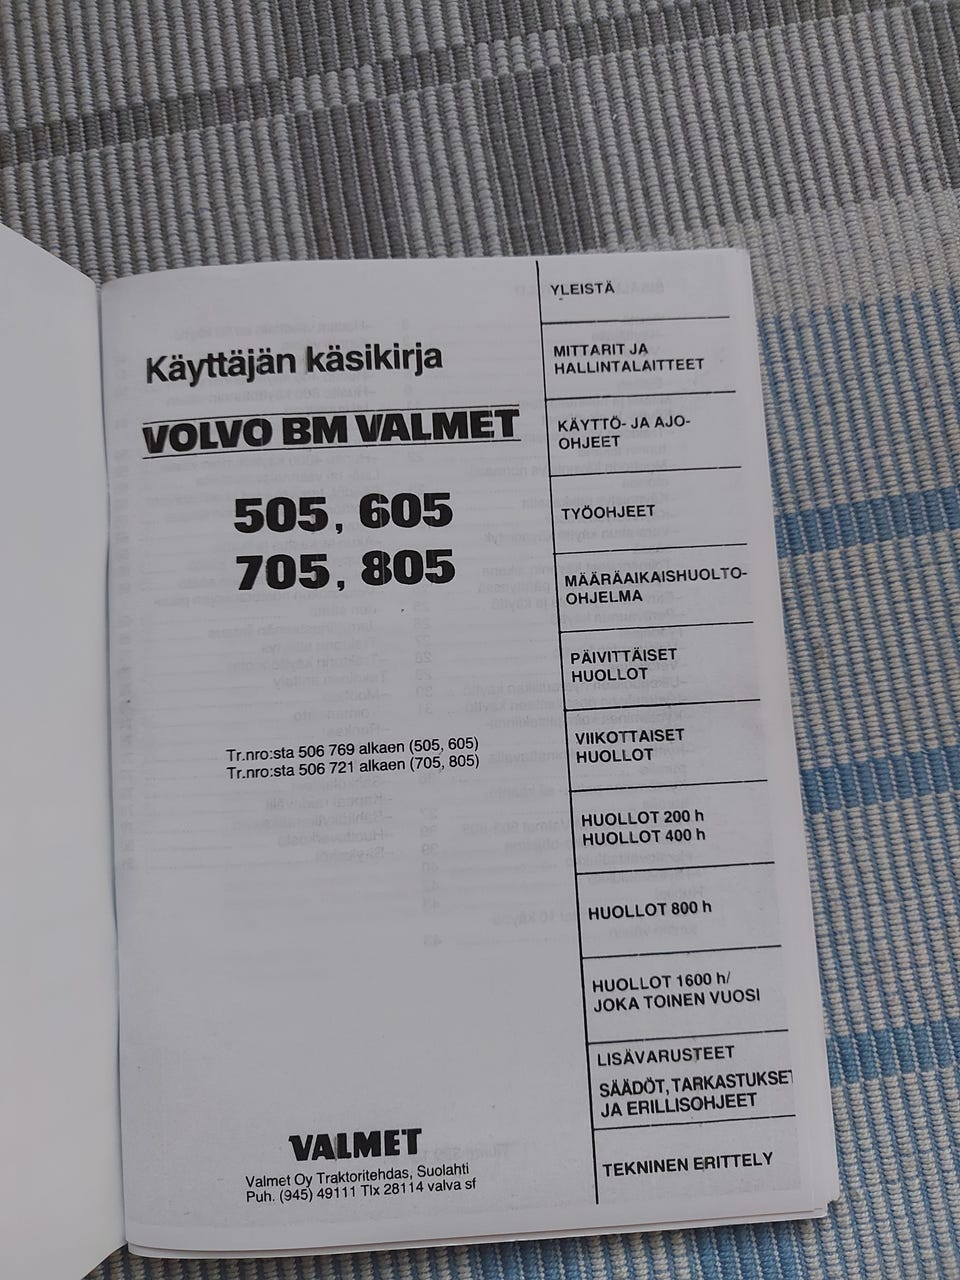 Käyttäjän käsikirja
VOLVO BM VALMET
505, 605
705, 805
Tr.nro:sta 506 769 alkaen (505, 605)
Tr.nro:sta 506 721 alkaen (705, 805)
VALMET
Valmet Oy Traktoritehdas, Suolahti
Puh. (945) 49111 Tlx 28114 valva sf
YLEISTÄ
MITTARIT JA
HALLINTALAITTEET
KÄYTTÖ- JA AJO-
OHJEET
TYÖOHJEET
MÄÄRÄAIKAISHUOLTO-
OHJELMA
PÄIVITTÄISET
HUOLLOT
VIIKOTTAISET
HUOLLOT
HUOLLOT 200 h
HUOLLOT 400 h
HUOLLOT 800 h
HUOLLOT 1600 h/
JOKA TOINEN VUOSI
LISÄVARUSTEET
SÄÄDÖT, TARKASTUKSET
JA ERILLISOHJEET
TEKNINEN ERITTELY